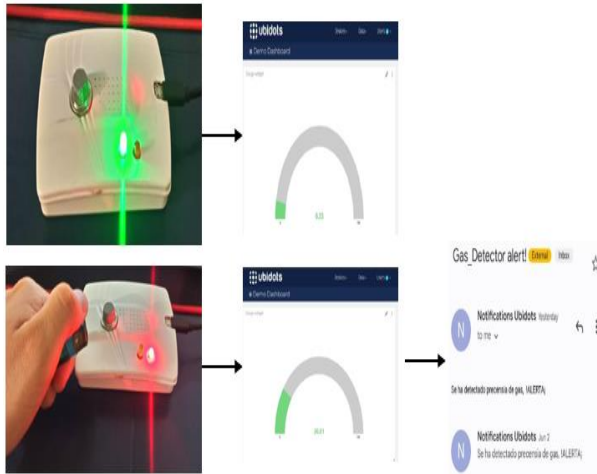 ubidots
Demo Dashboard
ubidots
Demo Dashboard
Gas_Detector alert! External Inbox
N
Notifications Ubidots Yesterday
to me
Se ha detectado precensia de gas, !ALERTA¡
N
Notifications Ubidots Jun 2
Se ha detectado precensia de gas, !ALERTA¡